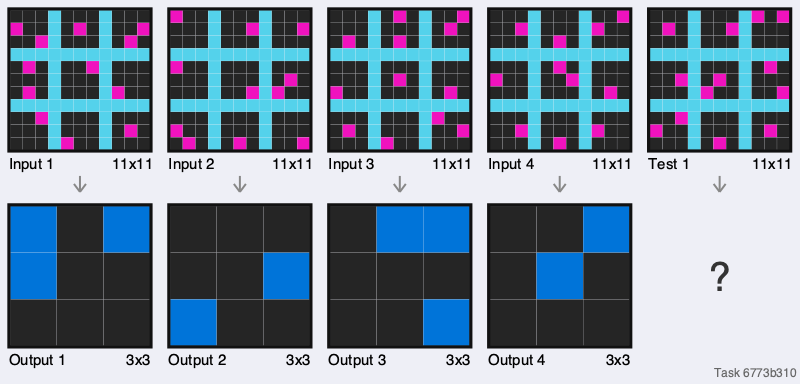 Input 1 11x11
Input 2 11x11
Input 3 11x11
Input 4 11x11
Test 1 11x11
?
Output 1 3x3
Output 2 3x3
Output 3 3x3
Output 4 3x3
Task 6773b310